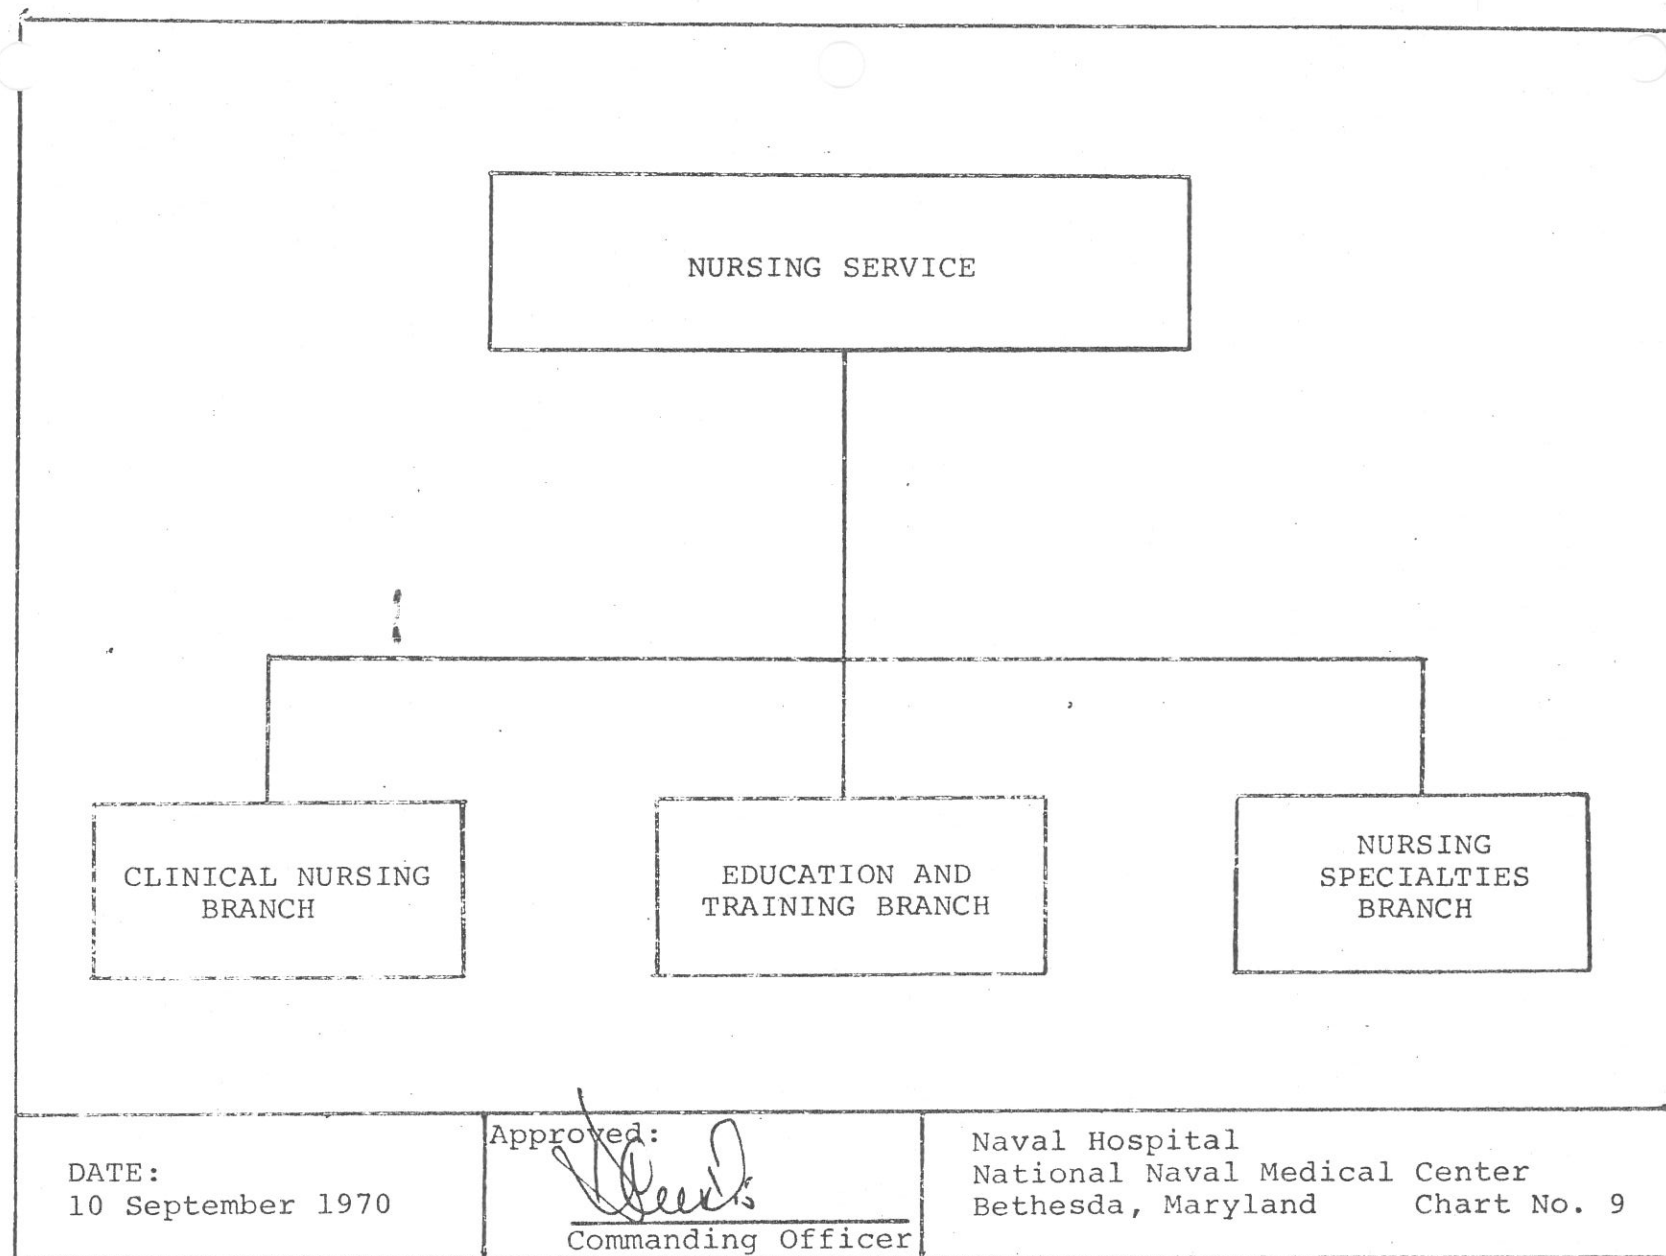 NURSING SERVICE
CLINICAL NURSING
BRANCH
EDUCATION AND
TRAINING BRANCH
NURSING
SPECIALTIES
BRANCH
DATE:
10 September 1970
Approved:
Commanding Officer
Naval Hospital
National Naval Medical Center
Bethesda, Maryland Chart No. 9